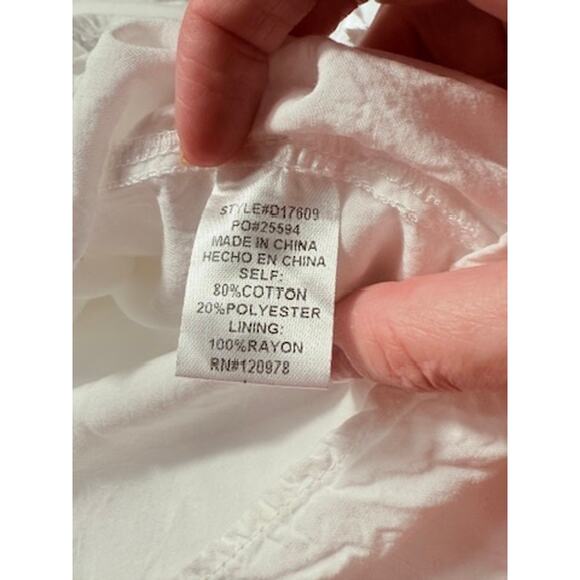 STYLE#D17609
PO#25594
MADE IN CHINA
HECHO EN CHINA
SELF:
80%COTTON
20%POLYESTER
LINING:
100%RAYON
RN#120978